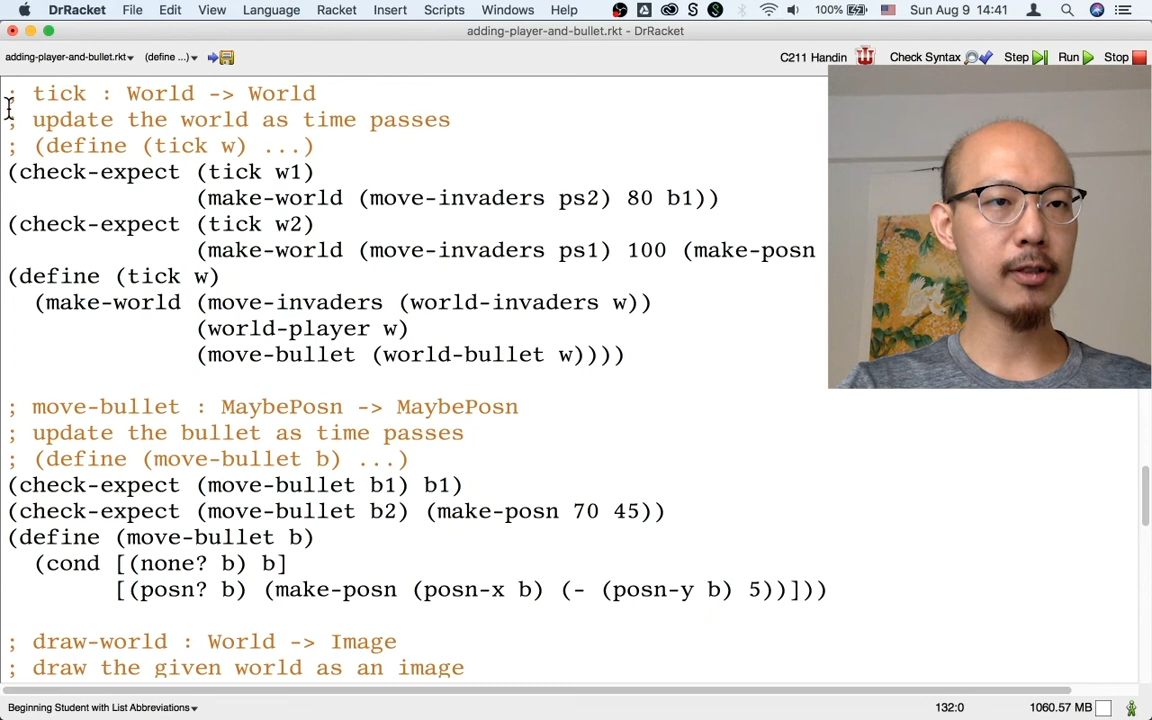 DrRacket File Edit View Language Racket Insert Scripts Windows Help 100% Sun Aug 9 14:41
adding-player-and-bullet.rkt - DrRacket
adding-player-and-bullet.rkt (define ...) C211 Handin Check Syntax Step Run Stop
; tick : World -> World
; update the world as time passes
; (define (tick w) ...)
(check-expect (tick w1)
(make-world (move-invaders ps2) 80 b1))
(check-expect (tick w2)
(make-world (move-invaders ps1) 100 (make-posn
(define (tick w)
(make-world (move-invaders (world-invaders w))
(world-player w)
(move-bullet (world-bullet w))))
; move-bullet : MaybePosn -> MaybePosn
; update the bullet as time passes
; (define (move-bullet b) ...)
(check-expect (move-bullet b1) b1)
(check-expect (move-bullet b2) (make-posn 70 45))
(define (move-bullet b)
(cond [(none? b) b]
[(posn? b) (make-posn (posn-x b) (- (posn-y b) 5))]))
; draw-world : World -> Image
; draw the given world as an image
Beginning Student with List Abbreviations 132:0 1060.57 MB